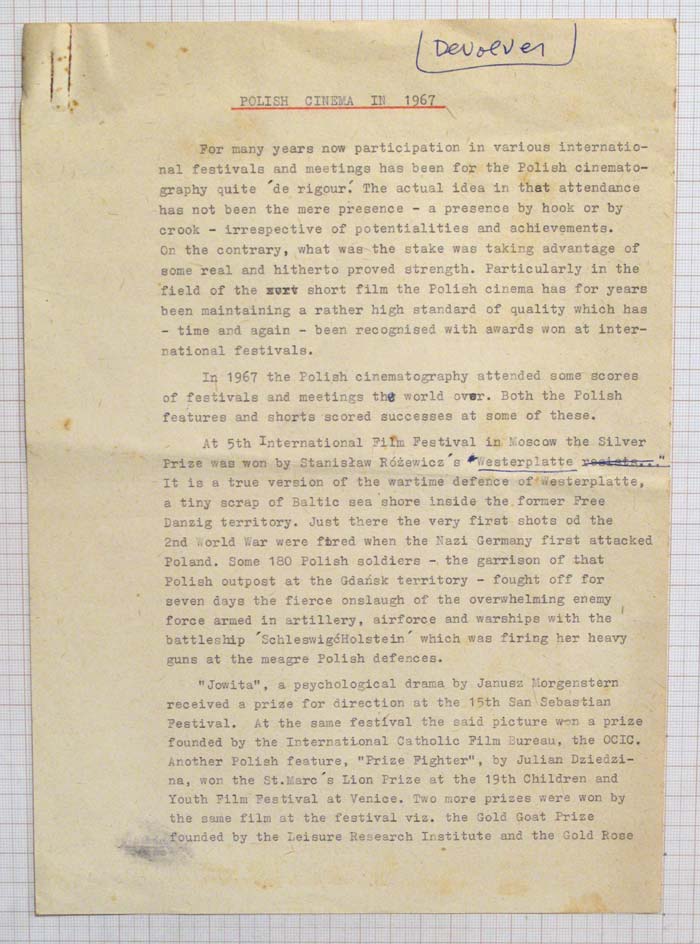 Devolver
POLISH CINEMA IN 1967
For many years now participation in various internatio-
nal festivals and meetings has been for the Polish cinemato-
graphy quite ´de rigour.´ The actual idea in that attendance
has not been the mere presence - a presence by hook or by
crook - irrespective of potentialities and achievements.
On the contrary, what was the stake was taking advantage of
some real and hitherto proved strength. Particularly in the
field of the short film the Polish cinema has for years
been maintaining a rather high standard of quality which has
- time and again - been recognised with awards won at inter-
national festivals.
In 1967 the Polish cinematography attended some scores
of festivals and meetings the world over. Both the Polish
features and shorts scored successes at some of these.
At 5th International Film Festival in Moscow the Silver
Prize was won by Stanisław Różewicz´s "Westerplatte resists..."
It is a true version of the wartime defence of Westerplatte,
a tiny scrap of Baltic sea shore inside the former Free
Danzig territory. Just there the very first shots od the
2nd World War were fired when the Nazi Germany first attacked
Poland. Some 180 Polish soldiers - the garrison of that
Polish outpost at the Gdańsk territory - fought off for
seven days the fierce onslaugh of the overwhelming enemy
force armed in artillery, airforce and warships with the
battleship ´SchleswigóHolstein´ which was firing her heavy
guns at the meagre Polish defences.
"Jowita", a psychological drama by Janusz Morgenstern
received a prize for direction at the 15th San Sebastian
Festival. At the same festival the said picture won a prize
founded by the International Catholic Film Bureau, the OCIC.
Another Polish feature, "Prize Fighter", by Julian Dziedzi-
na, won the St.Marc´s Lion Prize at the 19th Children and
Youth Film Festival at Venice. Two more prizes were won by
the same film at the festival viz. the Gold Goat Prize
founded by the Leisure Research Institute and the Gold Rose